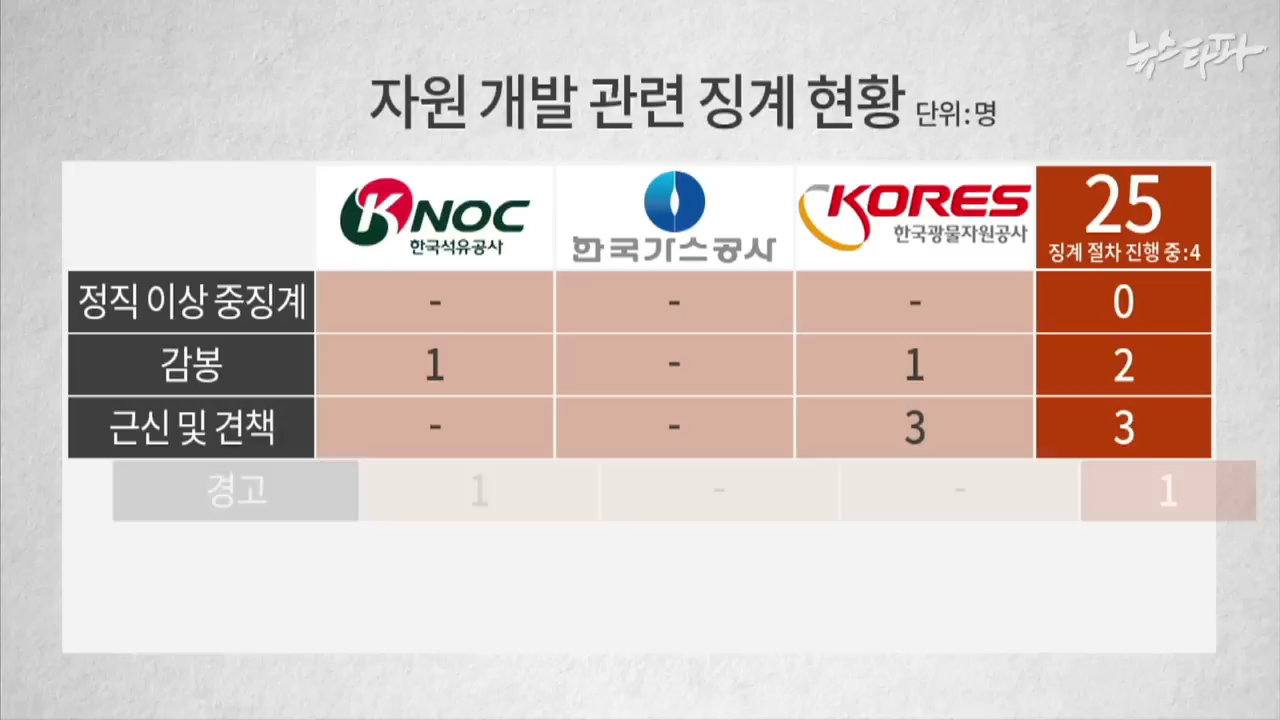 뉴스타파
자원 개발 관련 징계 현황 단위:명
KNOC 한국석유공사
한국가스공사
KORES 한국광물자원공사
25
징계 절차 진행 중:4
정직 이상 중징계 - - - 0
감봉 1 - 1 2
근신 및 견책 - - 3 3
경고 1 - - 1